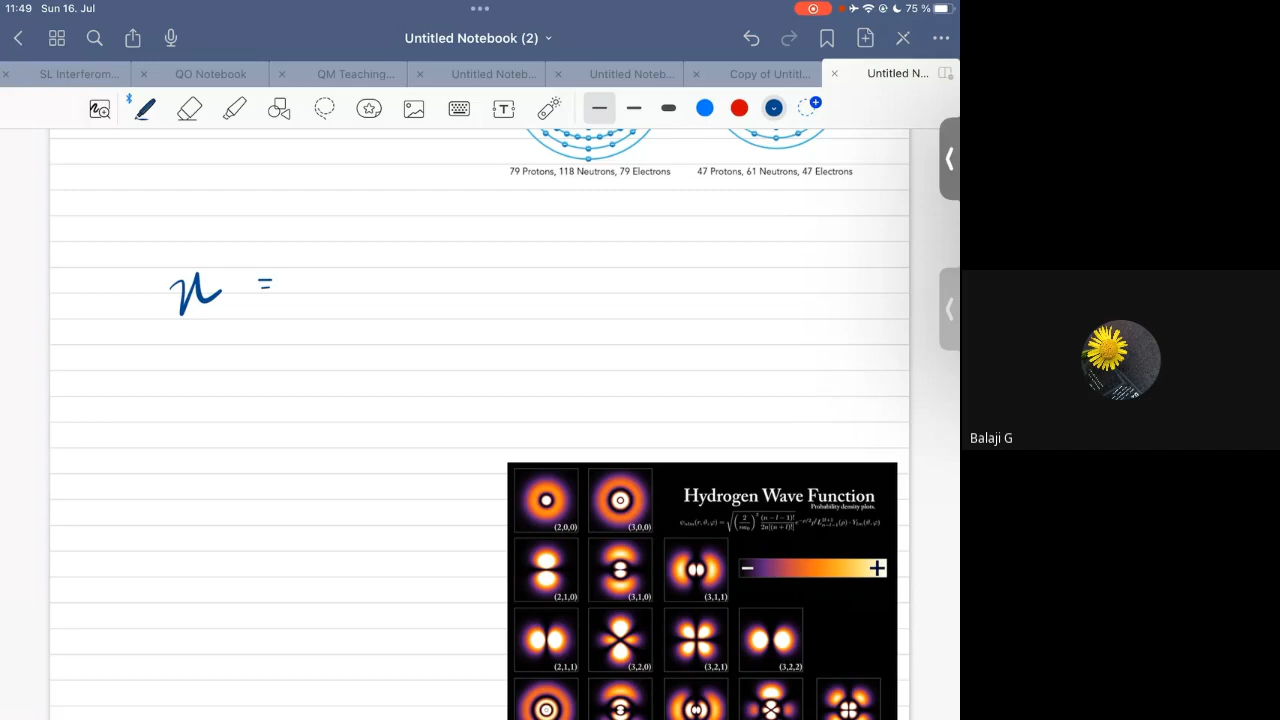 11:49 Sun 16. Jul
75 %
Untitled Notebook (2)
SL Interferom... QO Notebook QM Teaching... Untitled Noteb... Untitled Noteb... Copy of Untitl... Untitled N...
79 Protons, 118 Neutrons, 79 Electrons 47 Protons, 61 Neutrons, 47 Electrons
n =
Hydrogen Wave Function
Probability density plots.
(2,0,0) (3,0,0)
− +
(2,1,0) (3,1,0) (3,1,1)
(2,1,1) (3,2,0) (3,2,1) (3,2,2)
Balaji G